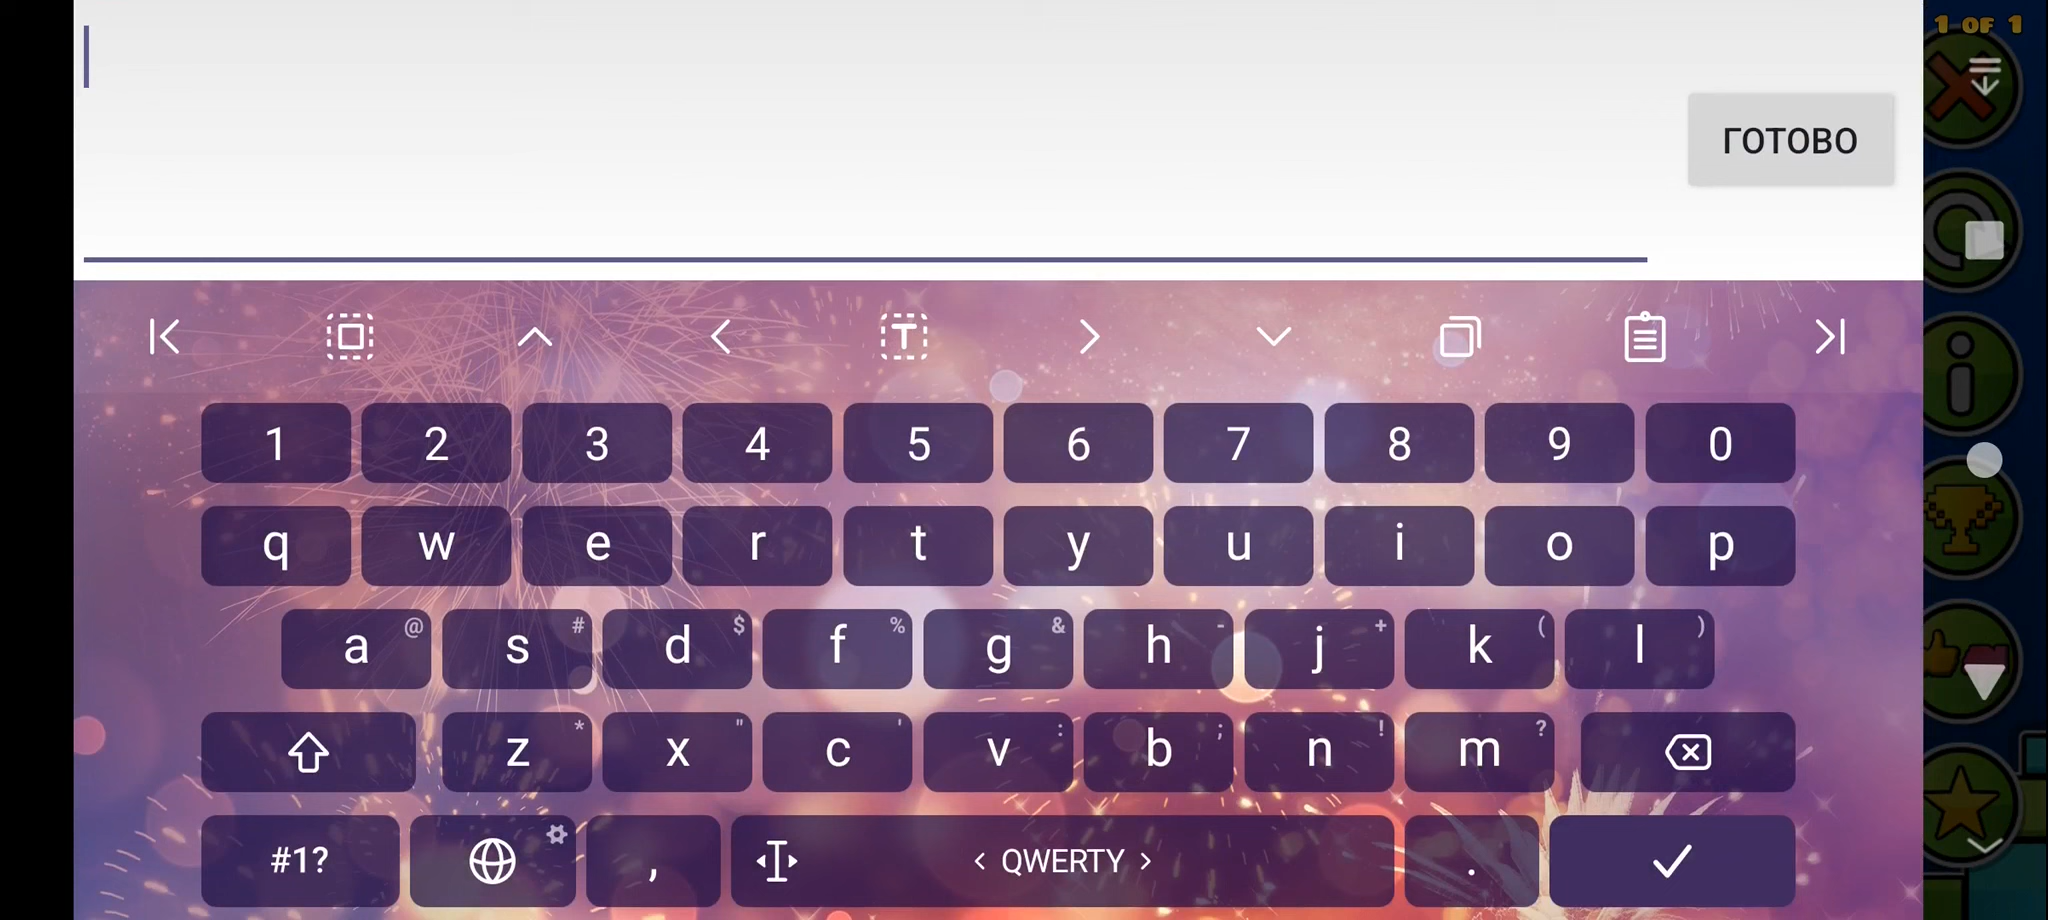 1 OF 1
ГОТОВО
1 2 3 4 5 6 7 8 9 0
q w e r t y u i o p
a @ s # d $ f % g & h - j + k ( l )
z * x " c ' v : b ; n ! m ?
#1? , < QWERTY > .